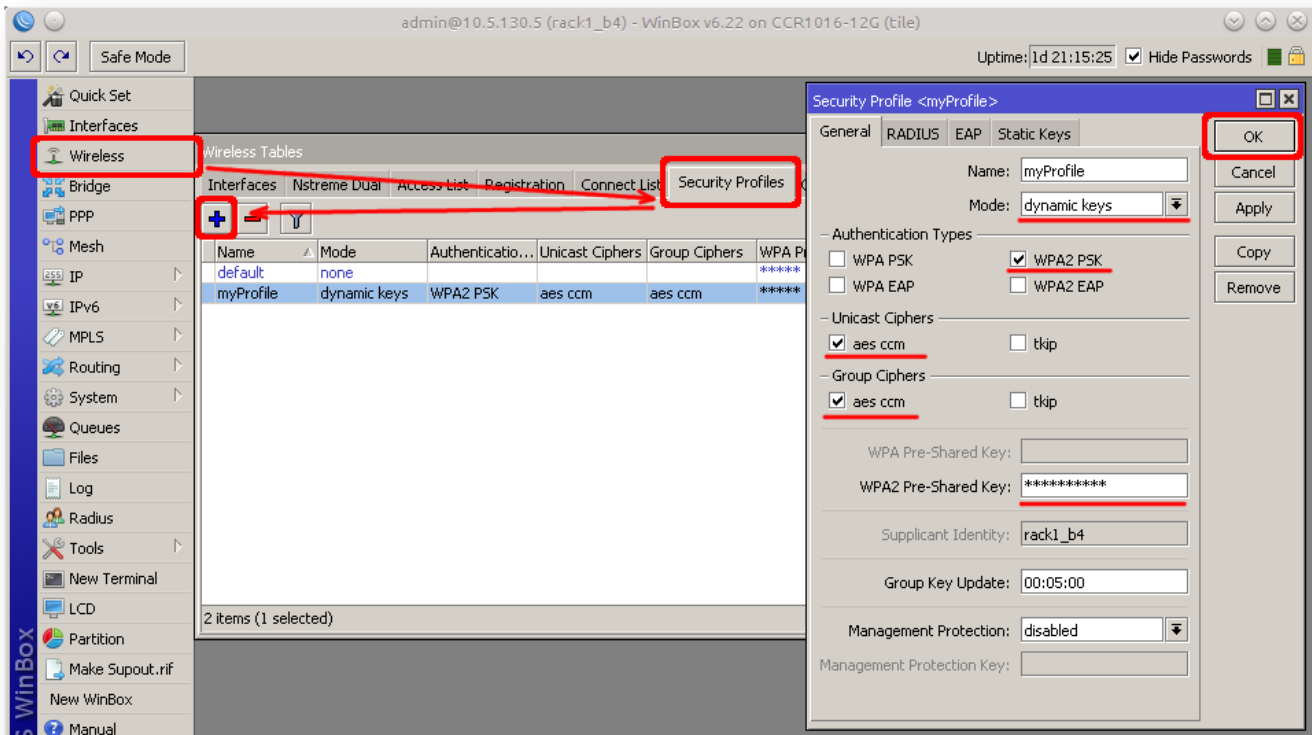 admin@10.5.130.5 (rack1_b4) - WinBox v6.22 on CCR1016-12G (tile)
Safe Mode
Uptime: 1d 21:15:25 Hide Passwords
Quick Set
Interfaces
Wireless
Bridge
PPP
Mesh
IP
IPv6
MPLS
Routing
System
Queues
Files
Log
Radius
Tools
New Terminal
LCD
Partition
Make Supout.rif
New WinBox
Manual
WinBox
Wireless Tables
Interfaces Nstreme Dual Access List Registration Connect List Security Profiles
Name Mode Authenticatio... Unicast Ciphers Group Ciphers WPA
default none *****
myProfile dynamic keys WPA2 PSK aes ccm aes ccm *****
2 items (1 selected)
Security Profile <myProfile>
General RADIUS EAP Static Keys
Name: myProfile
Mode: dynamic keys
Authentication Types
WPA PSK WPA2 PSK
WPA EAP WPA2 EAP
Unicast Ciphers
aes ccm tkip
Group Ciphers
aes ccm tkip
WPA Pre-Shared Key:
WPA2 Pre-Shared Key: **********
Supplicant Identity: rack1_b4
Group Key Update: 00:05:00
Management Protection: disabled
Management Protection Key:
OK
Cancel
Apply
Copy
Remove